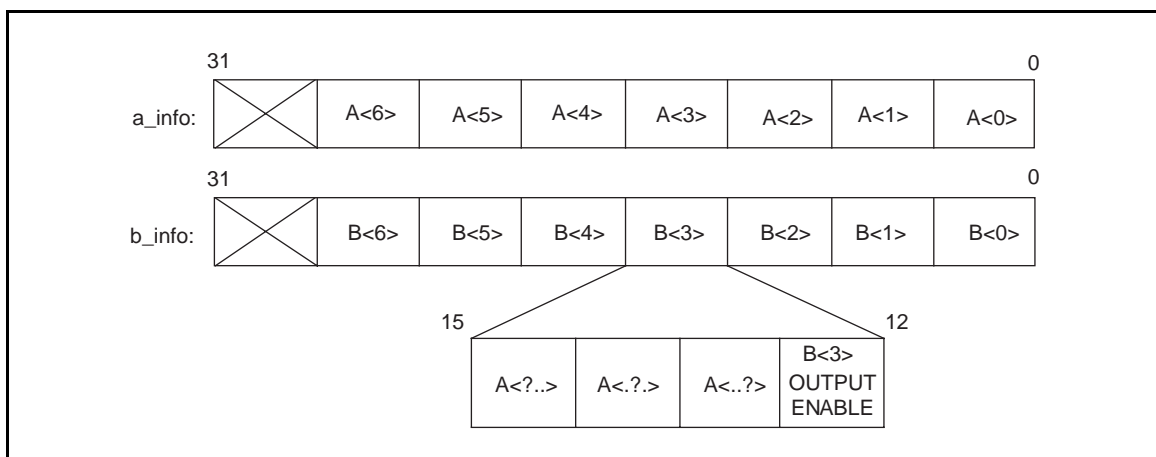 31 0
a_info: A<6> A<5> A<4> A<3> A<2> A<1> A<0>
31 0
b_info: B<6> B<5> B<4> B<3> B<2> B<1> B<0>
15 12
A<?..> A<.?.> A<..?> B<3>
OUTPUT
ENABLE